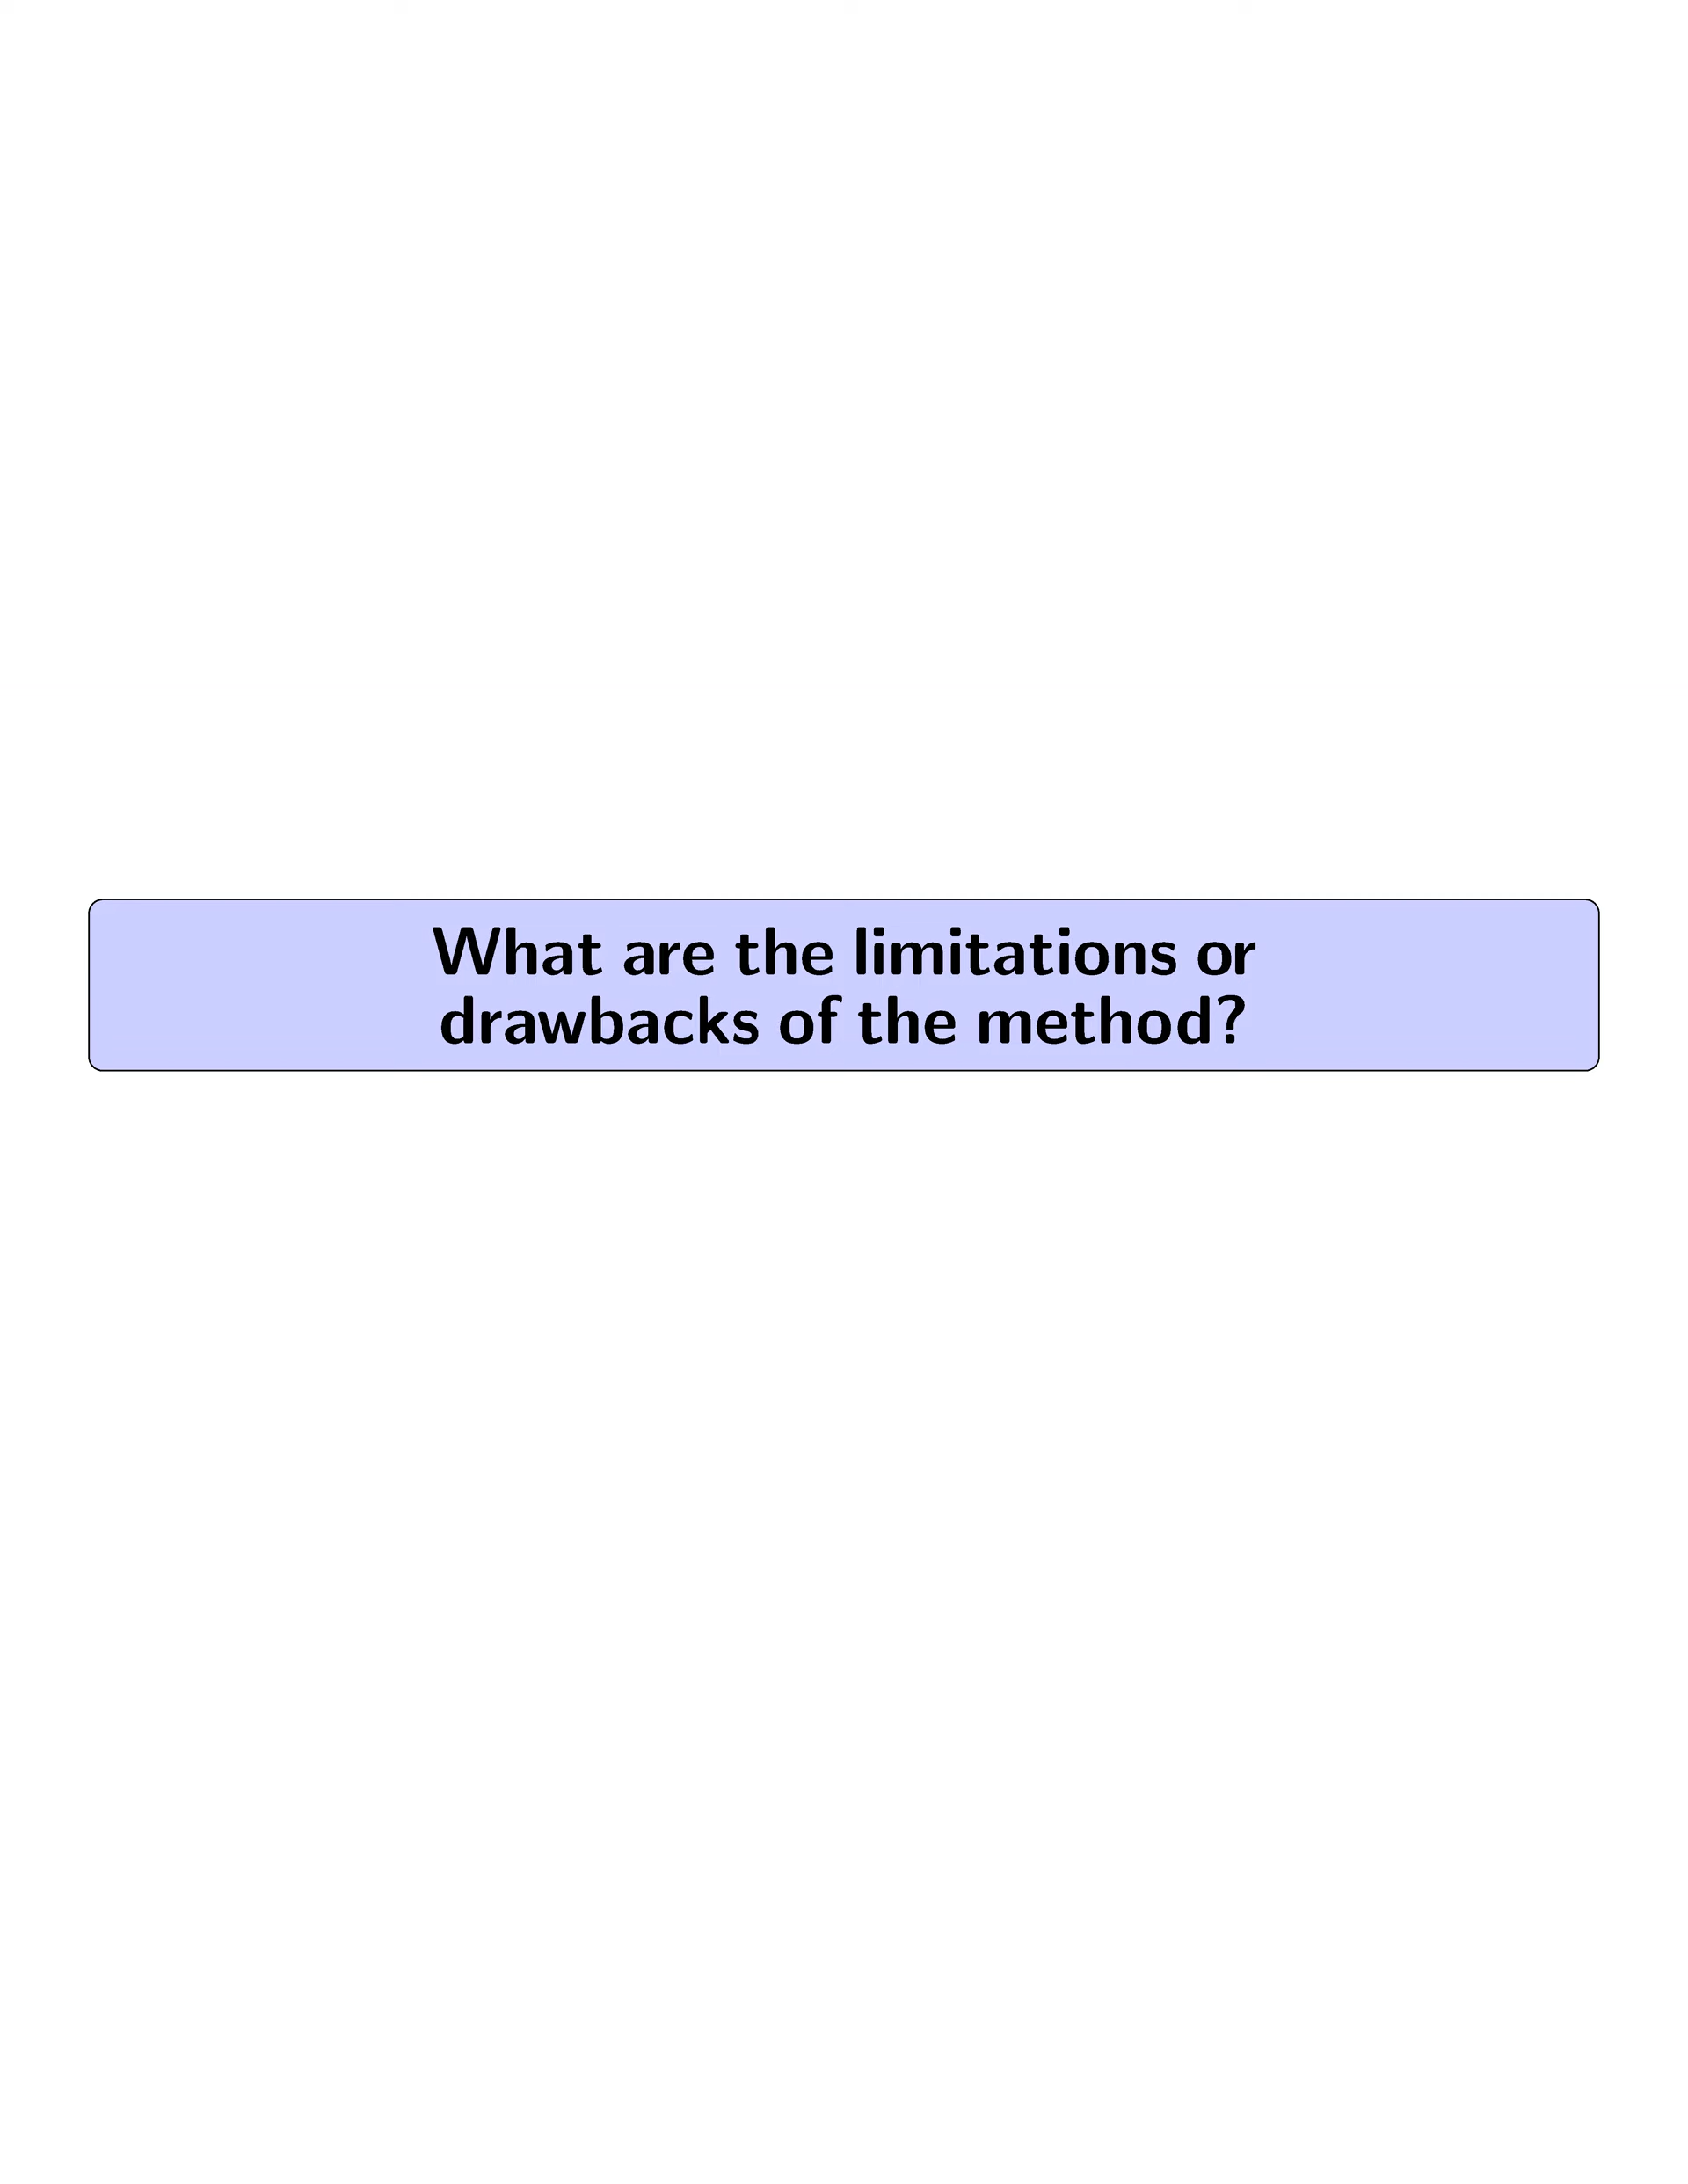 What are the limitations or
drawbacks of the method?